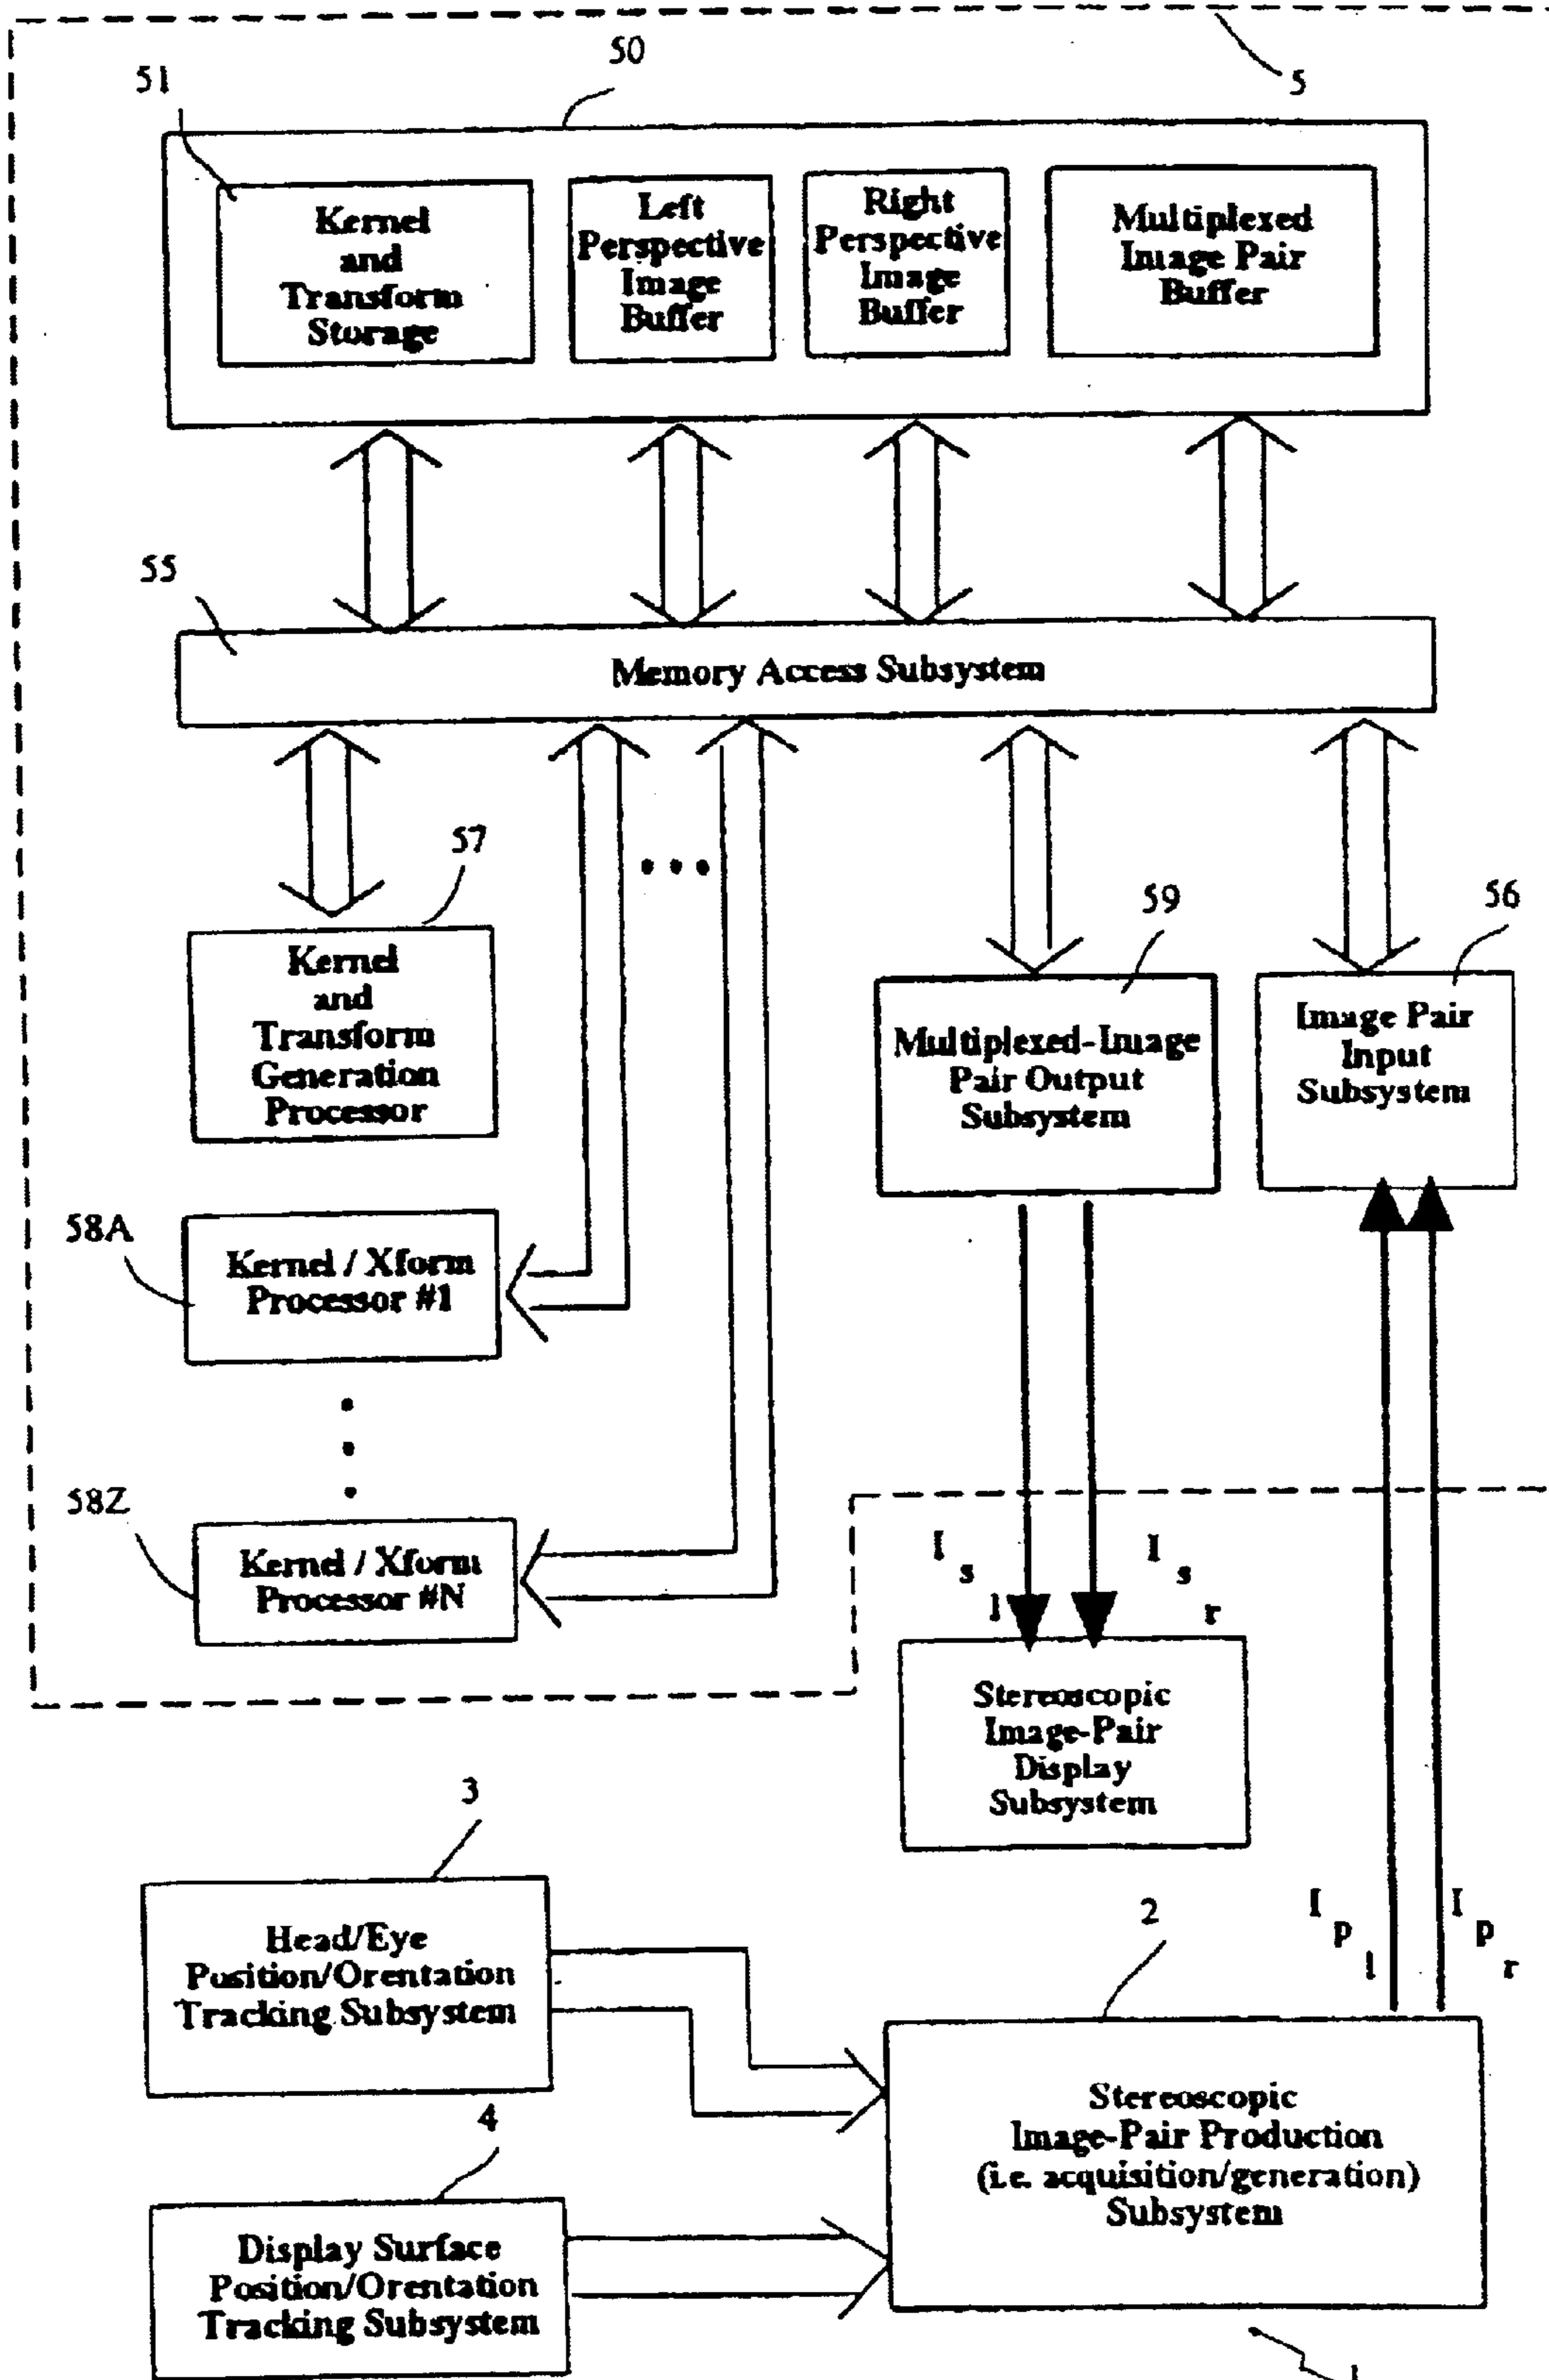 50
51
5
Kernel
and
Transform
Storage
Left
Perspective
Image
Buffer
Right
Perspective
Image
Buffer
Multiplexed
Image Pair
Buffer
55
Memory Access Subsystem
57
Kernel
and
Transform
Generation
Processor
...
59
Multiplexed-Image
Pair Output
Subsystem
56
Image Pair
Input
Subsystem
58A
Kernel / Xform
Processor #1
58Z
Kernel / Xform
Processor #N
I s l
I s r
Stereoscopic
Image-Pair
Display
Subsystem
3
Head/Eye
Position/Orentation
Tracking Subsystem
2
I p l
I p r
Stereoscopic
Image-Pair Production
(i.e. acquisition/generation)
Subsystem
4
Display Surface
Position/Orentation
Tracking Subsystem
1